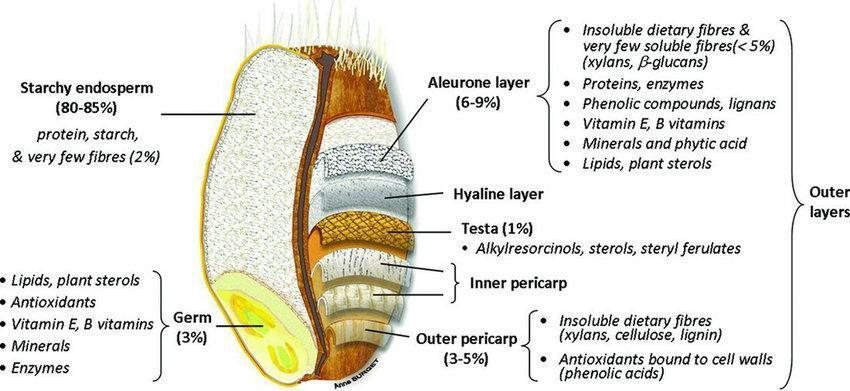 Starchy endosperm
(80-85%)
protein, starch,
& very few fibres (2%)
• Lipids, plant sterols
• Antioxidants
• Vitamin E, B vitamins
• Minerals
• Enzymes
Germ
(3%)
Aleurone layer
(6-9%)
• Insoluble dietary fibres &
very few soluble fibres(< 5%)
(xylans, β-glucans)
• Proteins, enzymes
• Phenolic compounds, lignans
• Vitamin E, B vitamins
• Minerals and phytic acid
• Lipids, plant sterols
Hyaline layer
Testa (1%)
• Alkylresorcinols, sterols, steryl ferulates
Inner pericarp
Outer pericarp
(3-5%)
• Insoluble dietary fibres
(xylans, cellulose, lignin)
• Antioxidants bound to cell walls
(phenolic acids)
Outer
layers
Anne SURGET